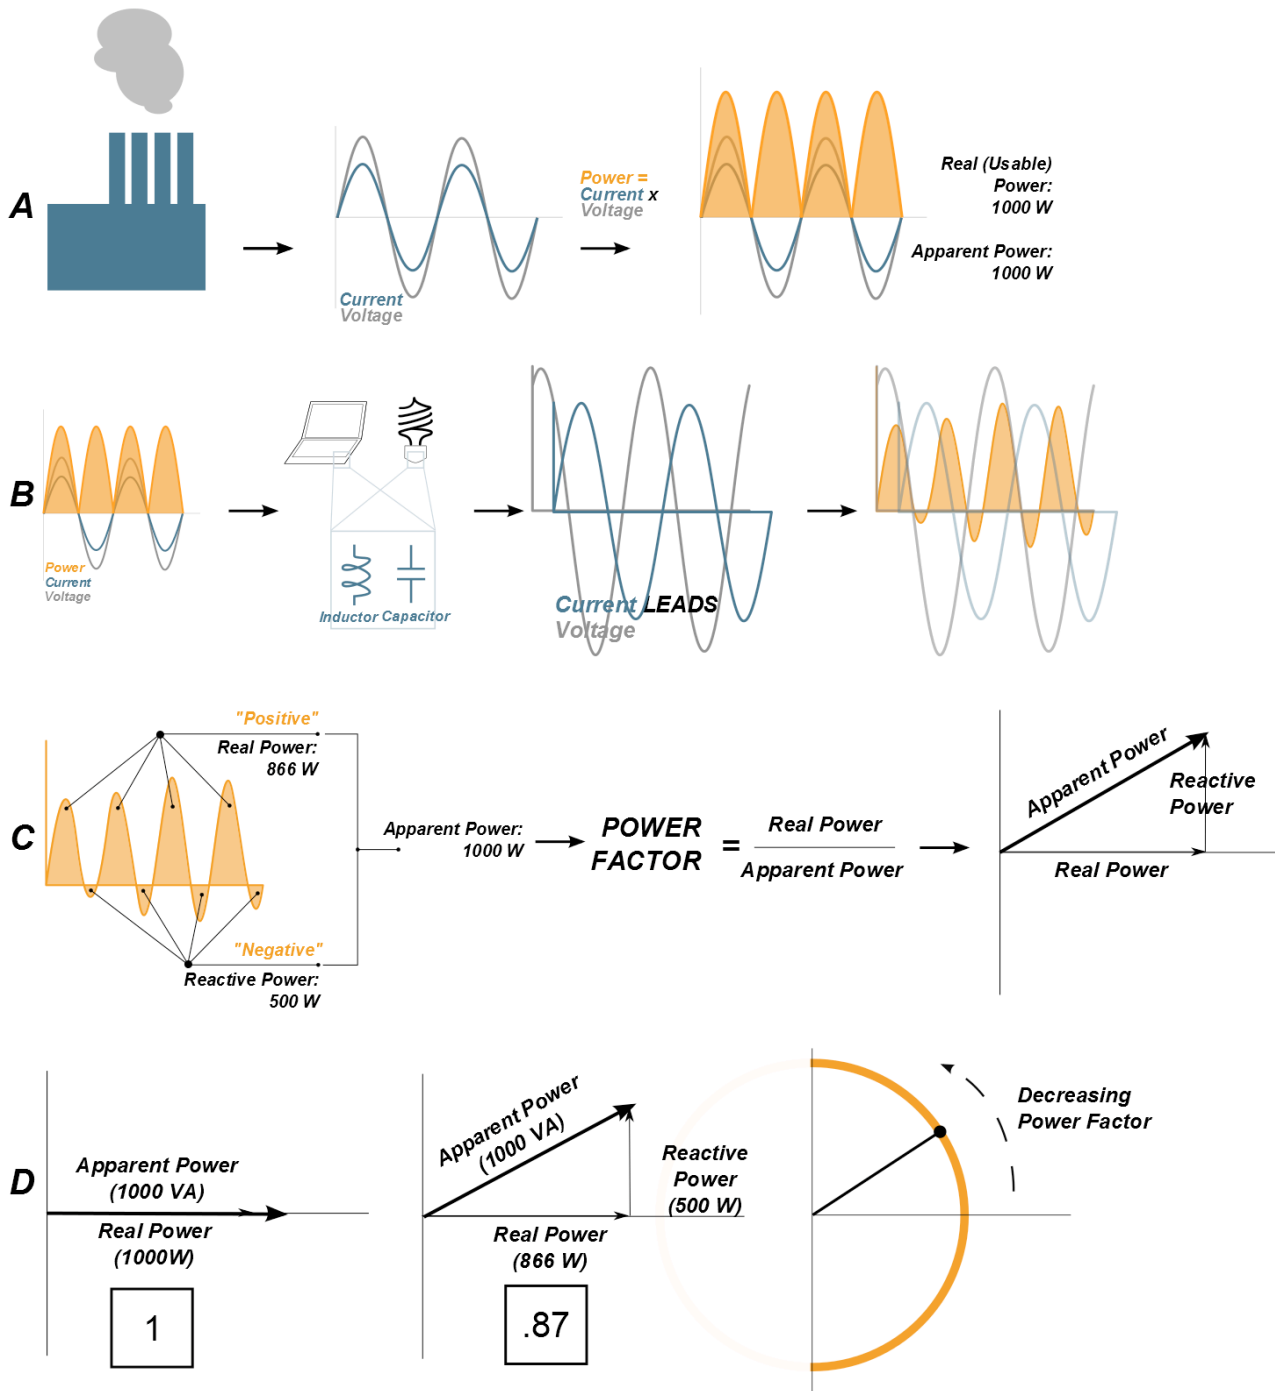 A
Current
Voltage
Power =
Current x
Voltage
Real (Usable)
Power:
1000 W
Apparent Power:
1000 W
B
Power
Current
Voltage
Inductor Capacitor
Current LEADS
Voltage
C
"Positive"
Real Power:
866 W
"Negative"
Reactive Power:
500 W
Apparent Power:
1000 W
POWER
FACTOR
=
Real Power
Apparent Power
Apparent Power
Reactive
Power
Real Power
D
Apparent Power
(1000 VA)
Real Power
(1000W)
1
Apparent Power
(1000 VA)
Reactive
Power
(500 W)
Real Power
(866 W)
.87
Decreasing
Power Factor